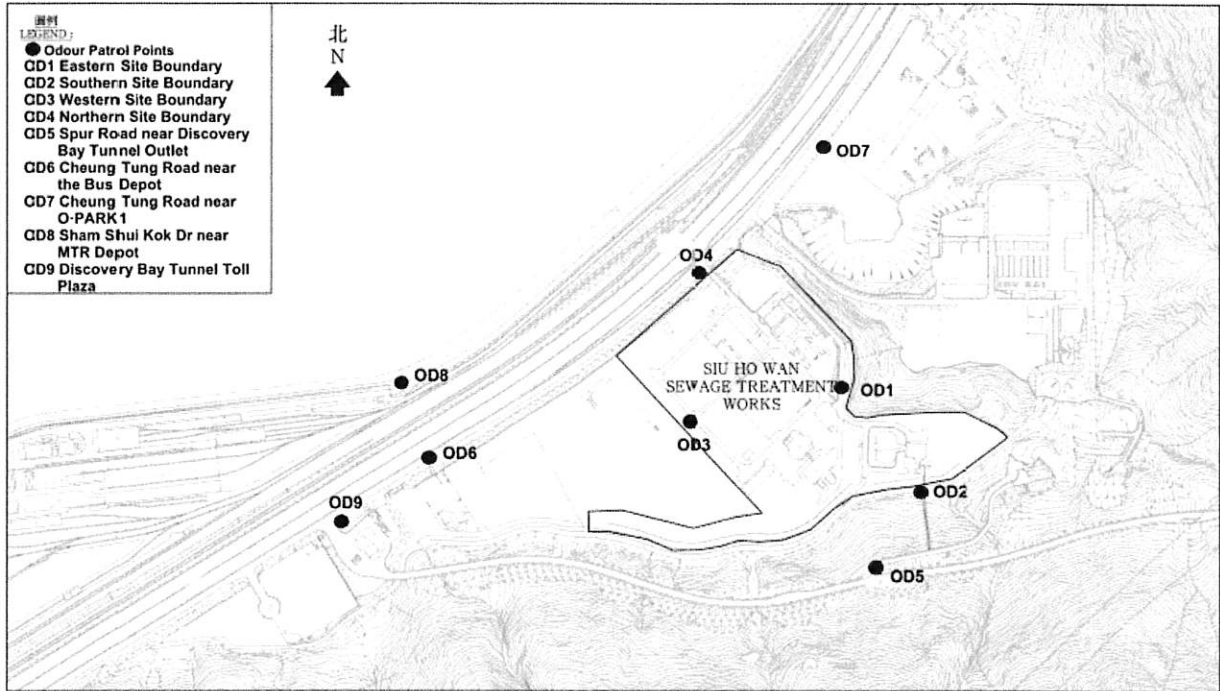 圖例
LEGEND :
Odour Patrol Points
OD1 Eastern Site Boundary
OD2 Southern Site Boundary
OD3 Western Site Boundary
OD4 Northern Site Boundary
OD5 Spur Road near Discovery
Bay Tunnel Outlet
OD6 Cheung Tung Road near
the Bus Depot
OD7 Cheung Tung Road near
O-PARK1
OD8 Sham Shui Kok Dr near
MTR Depot
OD9 Discovery Bay Tunnel Toll
Plaza
北
N
OD7
OD4
OD8
SIU HO WAN
SEWAGE TREATMENT
WORKS
OD1
OD3
OD6
OD2
OD9
OD5